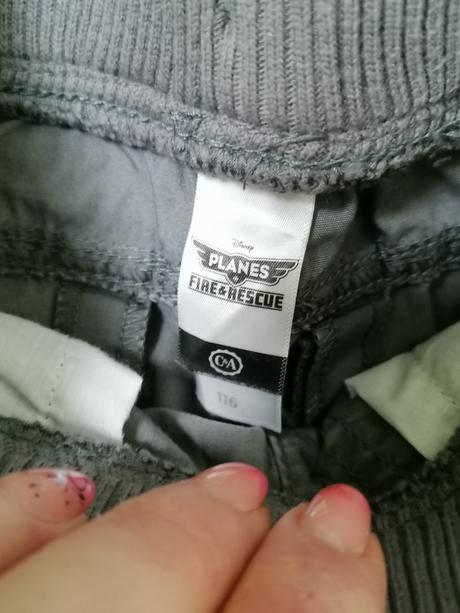 Disney
PLANES
FIRE & RESCUE
C&A
116